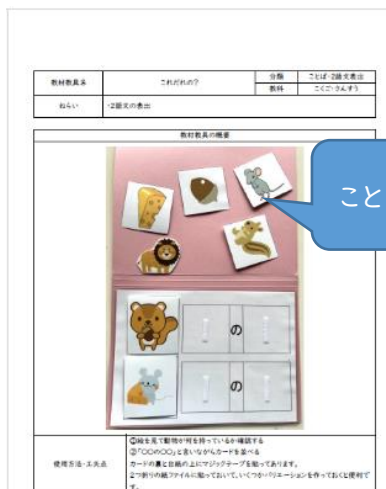 教材教具名 これだれの? 分類 ことば・2語文表出
教科 こくご・さんすう
ねらい ・2語文の表出
教材教具の概要
こと
の
の
使用方法・工夫点
①絵を見て動物が何を持っているか確認する
②「〇〇の〇〇」と言いながらカードを並べる
カードの裏と台紙の上にマジックテープを貼ってあります。
2つ折りの紙ファイルに貼っておいて、いくつかバリエーションを作っておくと便利で
す。